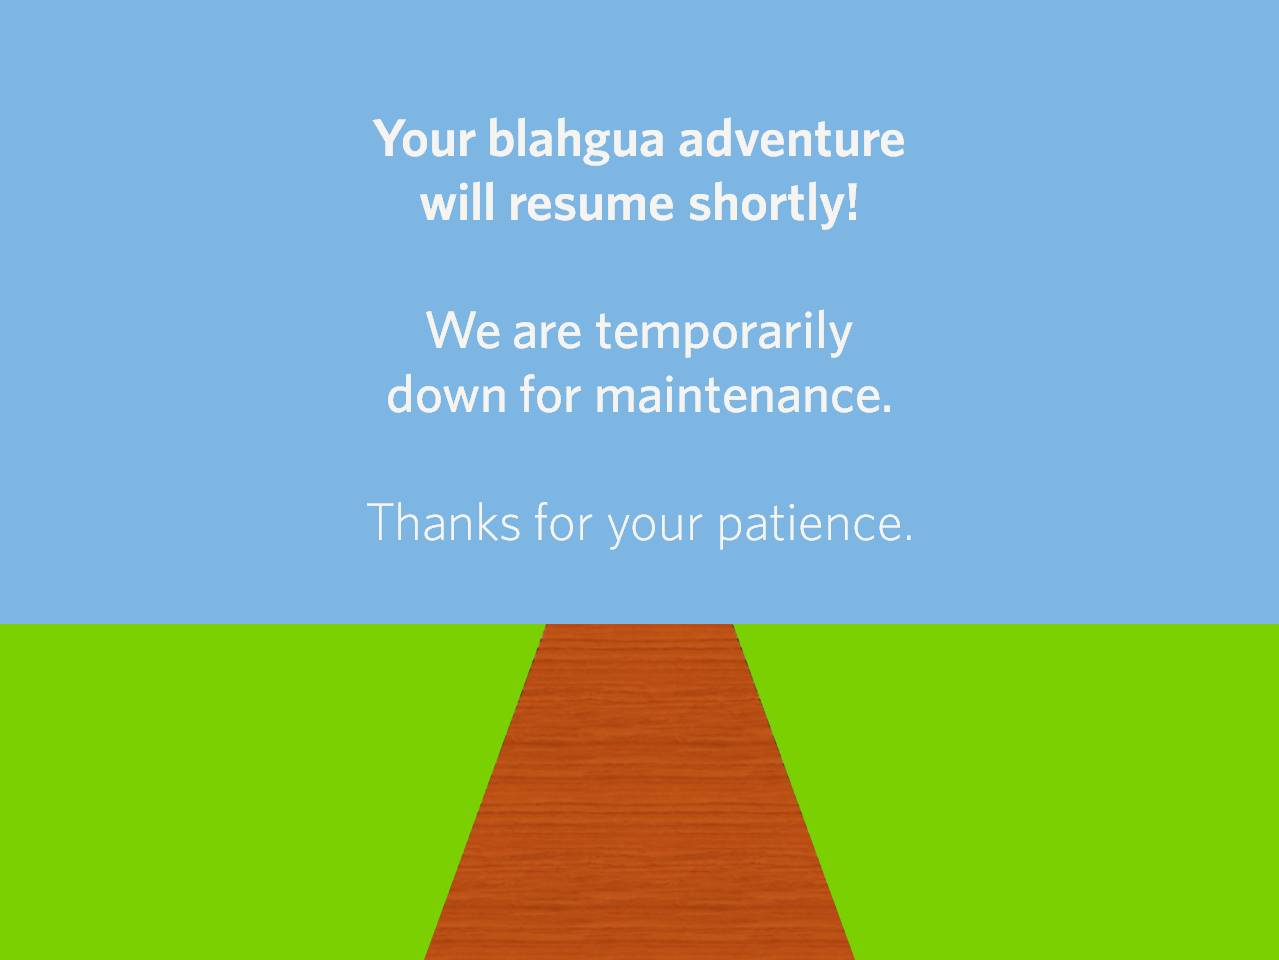 Your blahgua adventure
will resume shortly!
We are temporarily
down for maintenance.
Thanks for your patience.